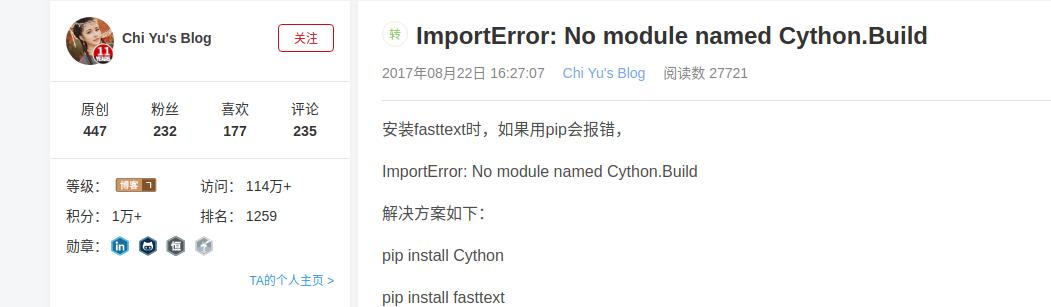 Chi Yu's Blog
关注
原创 粉丝 喜欢 评论
447 232 177 235
等级： 博客 访问： 114万+
积分： 1万+ 排名： 1259
勋章： in 恒
TA的个人主页 >
转 ImportError: No module named Cython.Build
2017年08月22日 16:27:07 Chi Yu's Blog 阅读数 27721
安装fasttext时，如果用pip会报错，
ImportError: No module named Cython.Build
解决方案如下：
pip install Cython
pip install fasttext